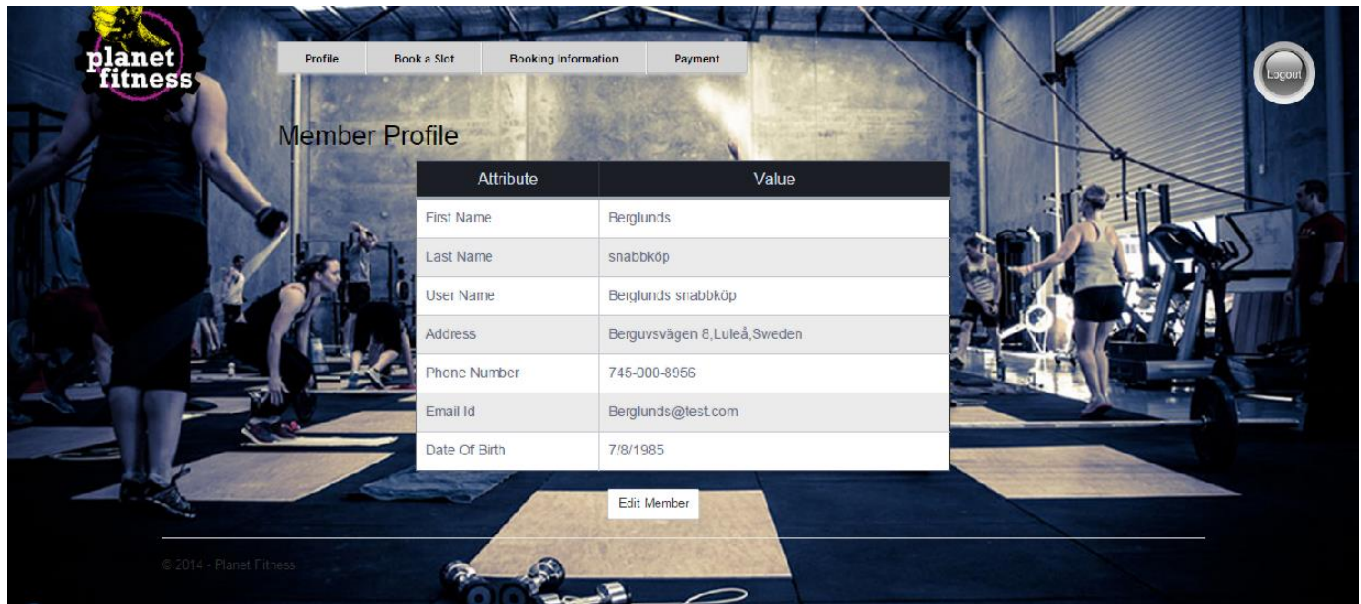 planet
fitness
Profile Book a Slot Booking Information Payment
Logout
Member Profile
Attribute Value
First Name Berglunds
Last Name snabbköp
User Name Berglunds snabbköp
Address Berguvsvägen 8,Luleå,Sweden
Phone Number 745-000-8956
Email Id Berglunds@test.com
Date Of Birth 7/8/1985
Edit Member
© 2014 - Planet Fitness